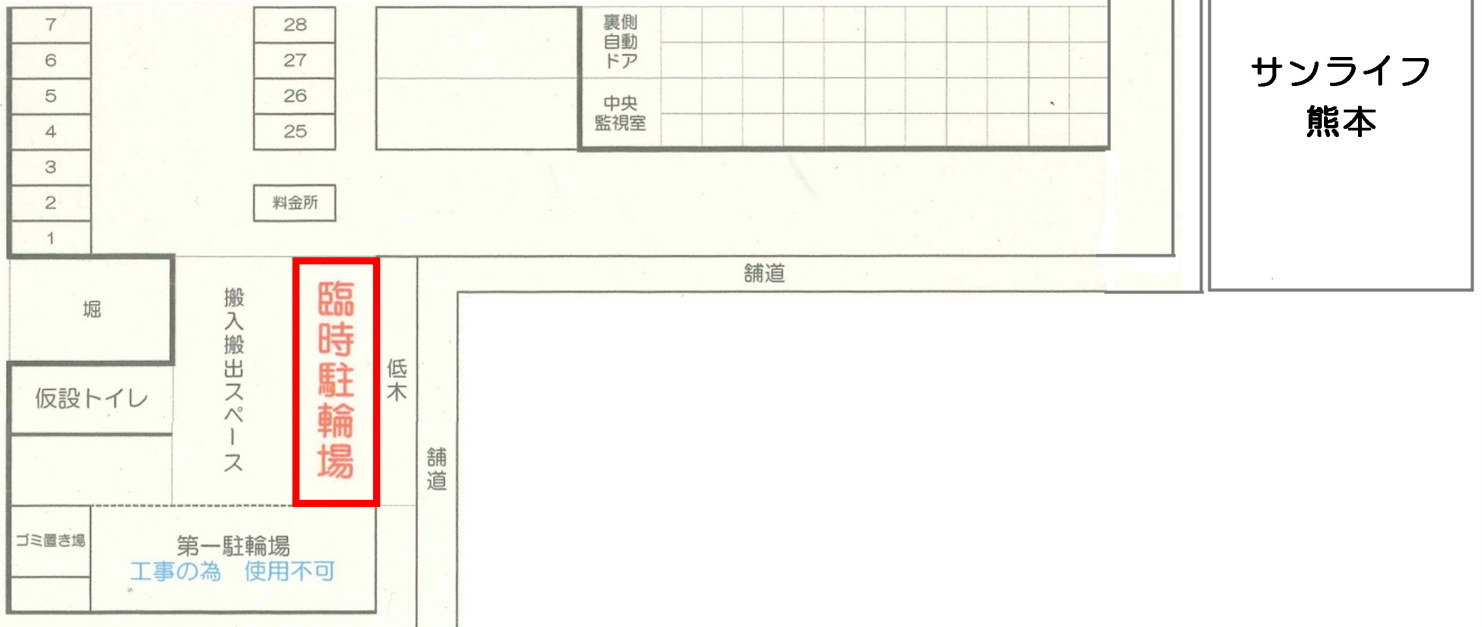 7
6
5
4
3
2
1
28
27
26
25
料金所
裏側
自動
ドア
中央
監視室
サンライフ
熊本
舗道
堀
搬入搬出スペース
臨時駐輪場
低木
仮設トイレ
舗道
ゴミ置き場
第一駐輪場
工事の為　使用不可